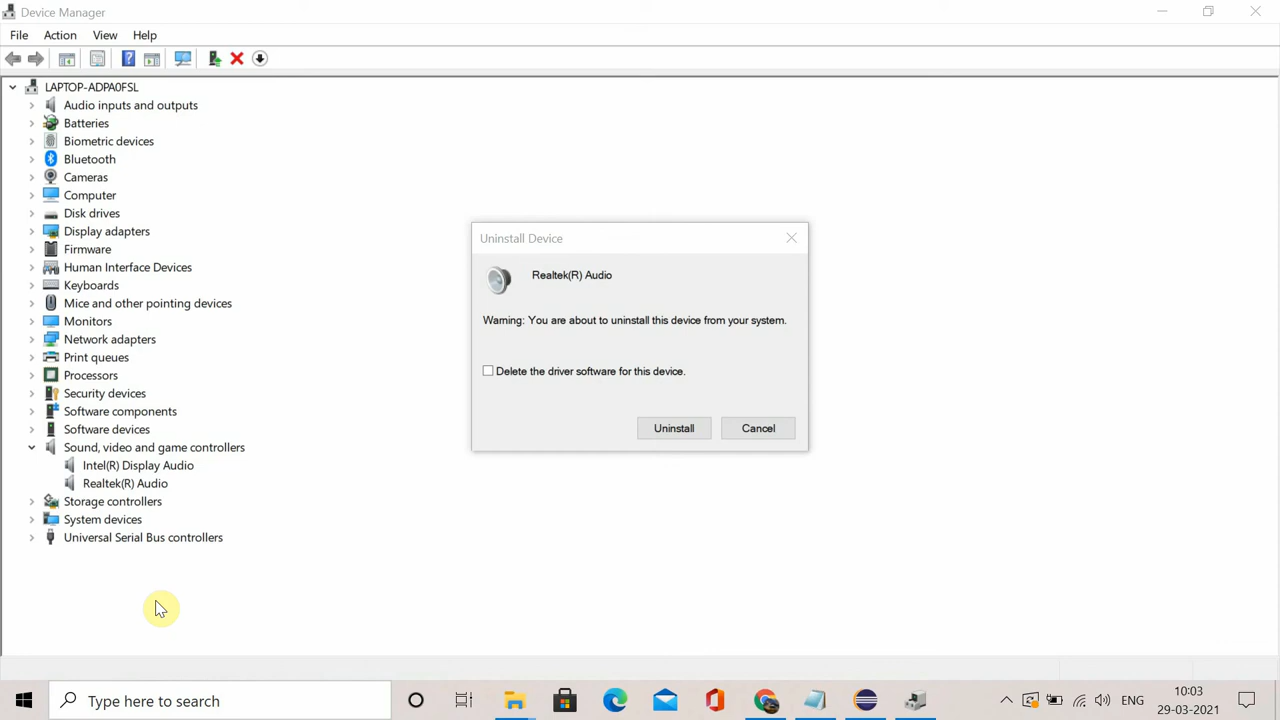 Device Manager
File Action View Help
LAPTOP-ADPA0FSL
Audio inputs and outputs
Batteries
Biometric devices
Bluetooth
Cameras
Computer
Disk drives
Display adapters
Firmware
Human Interface Devices
Keyboards
Mice and other pointing devices
Monitors
Network adapters
Print queues
Processors
Security devices
Software components
Software devices
Sound, video and game controllers
Intel(R) Display Audio
Realtek(R) Audio
Storage controllers
System devices
Universal Serial Bus controllers
Uninstall Device
Realtek(R) Audio
Warning: You are about to uninstall this device from your system.
Delete the driver software for this device.
Uninstall Cancel
Type here to search
ENG
10:03
29-03-2021